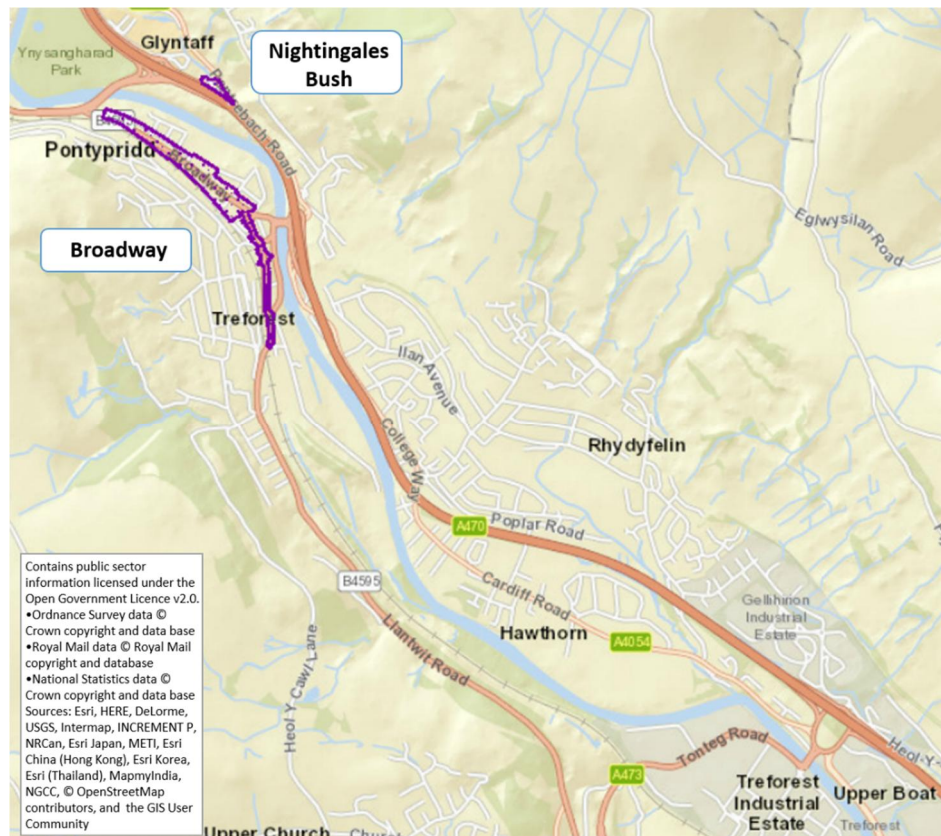 Glyntaff
Ynysangharad
Park
Nightingales
Bush
Pontypridd
Broadway
Broadway
Treforest
Ilan Avenue
College Way
Rhydyfelin
Eglwysilan Road
A470
Poplar Road
B4595
Cardiff Road
Hawthorn
A4054
Gellihirion
Industrial
Estate
Llantwit Road
Heol Y Cawl Lane
Tonteg Road
A473
Heol-Y-
Treforest
Industrial
Estate
Upper Boat
Treforest
Upper Church
Church
Contains public sector
information licensed under the
Open Government Licence v2.0.
•Ordnance Survey data ©
Crown copyright and data base
•Royal Mail data © Royal Mail
copyright and database
•National Statistics data ©
Crown copyright and data base
Sources: Esri, HERE, DeLorme,
USGS, Intermap, INCREMENT P,
NRCan, Esri Japan, METI, Esri
China (Hong Kong), Esri Korea,
Esri (Thailand), MapmyIndia,
NGCC, © OpenStreetMap
contributors, and the GIS User
Community